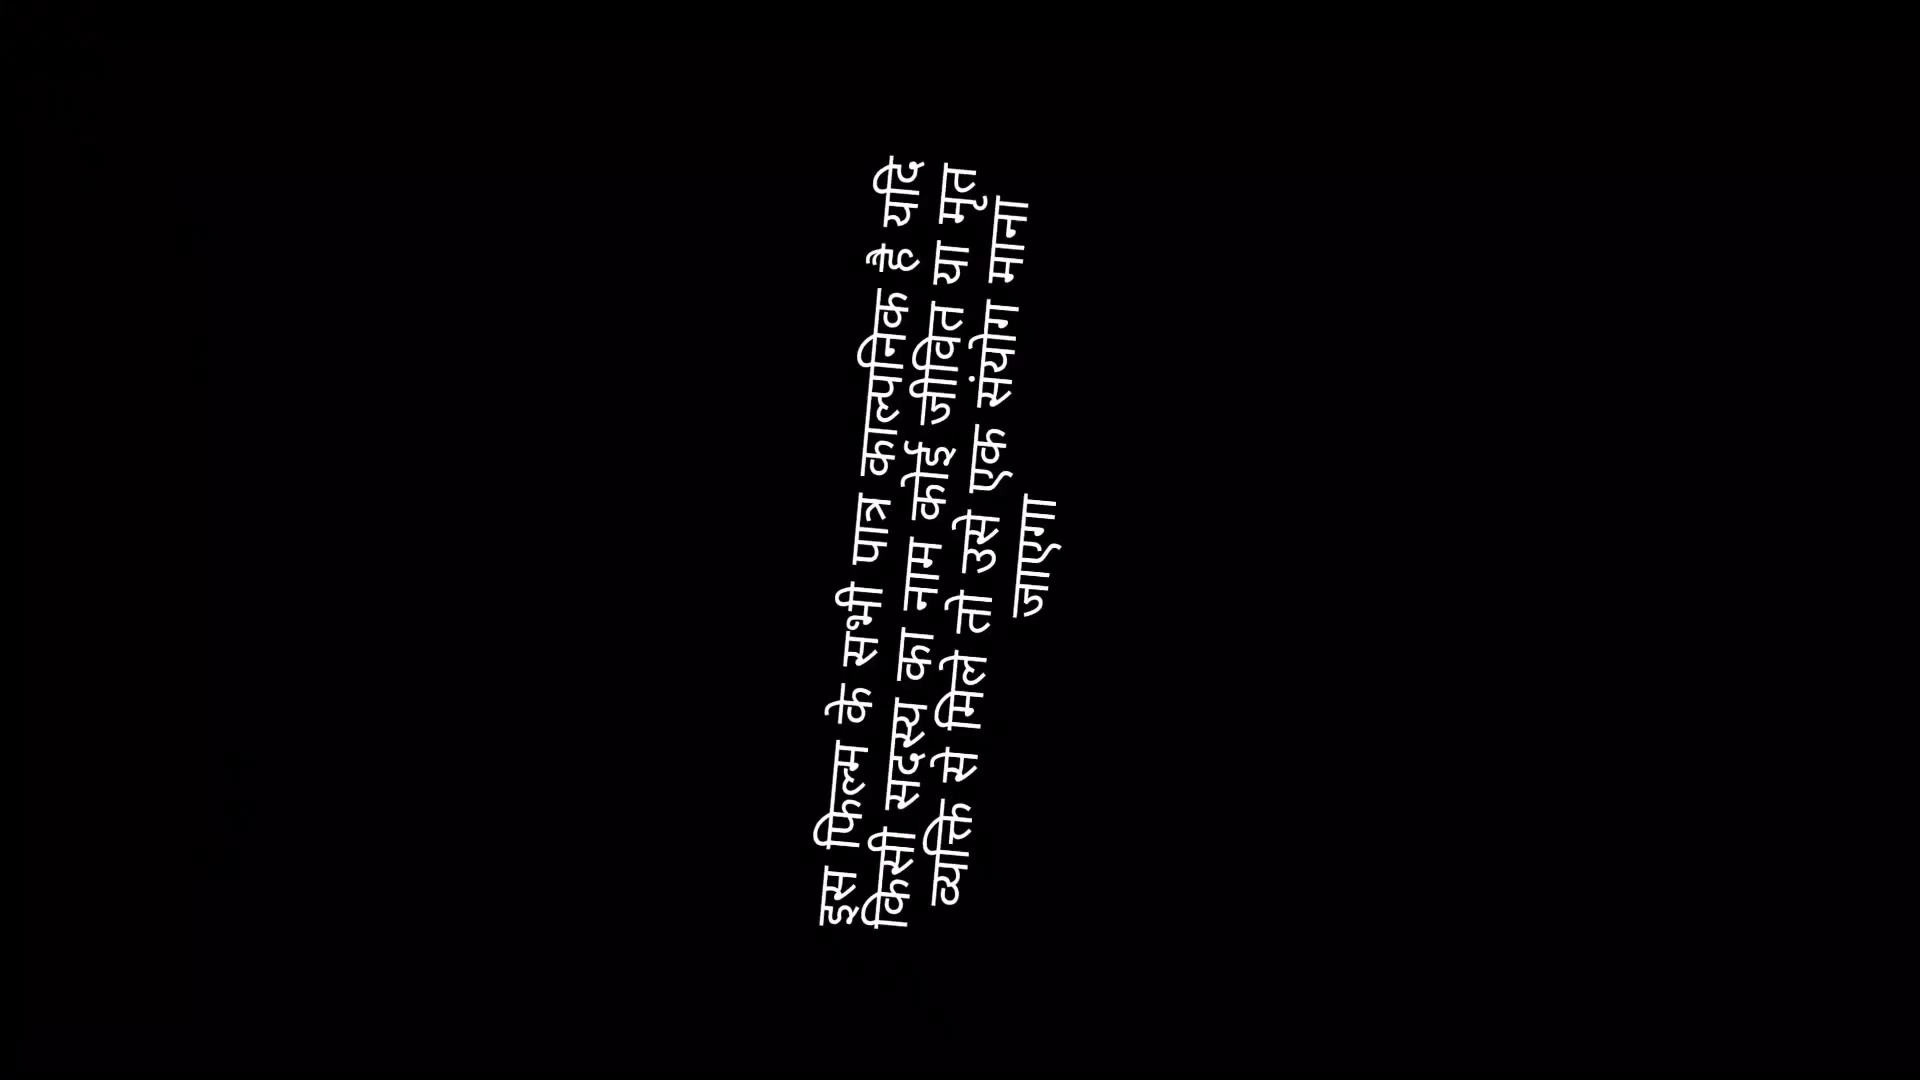 इस फिल्म के सभी पात्र काल्पनिक है यदि
किसी सदस्य का नाम कोई जीवित या मृत
व्यक्ति से मिले तो उसे एक संयोग माना
जाएगा